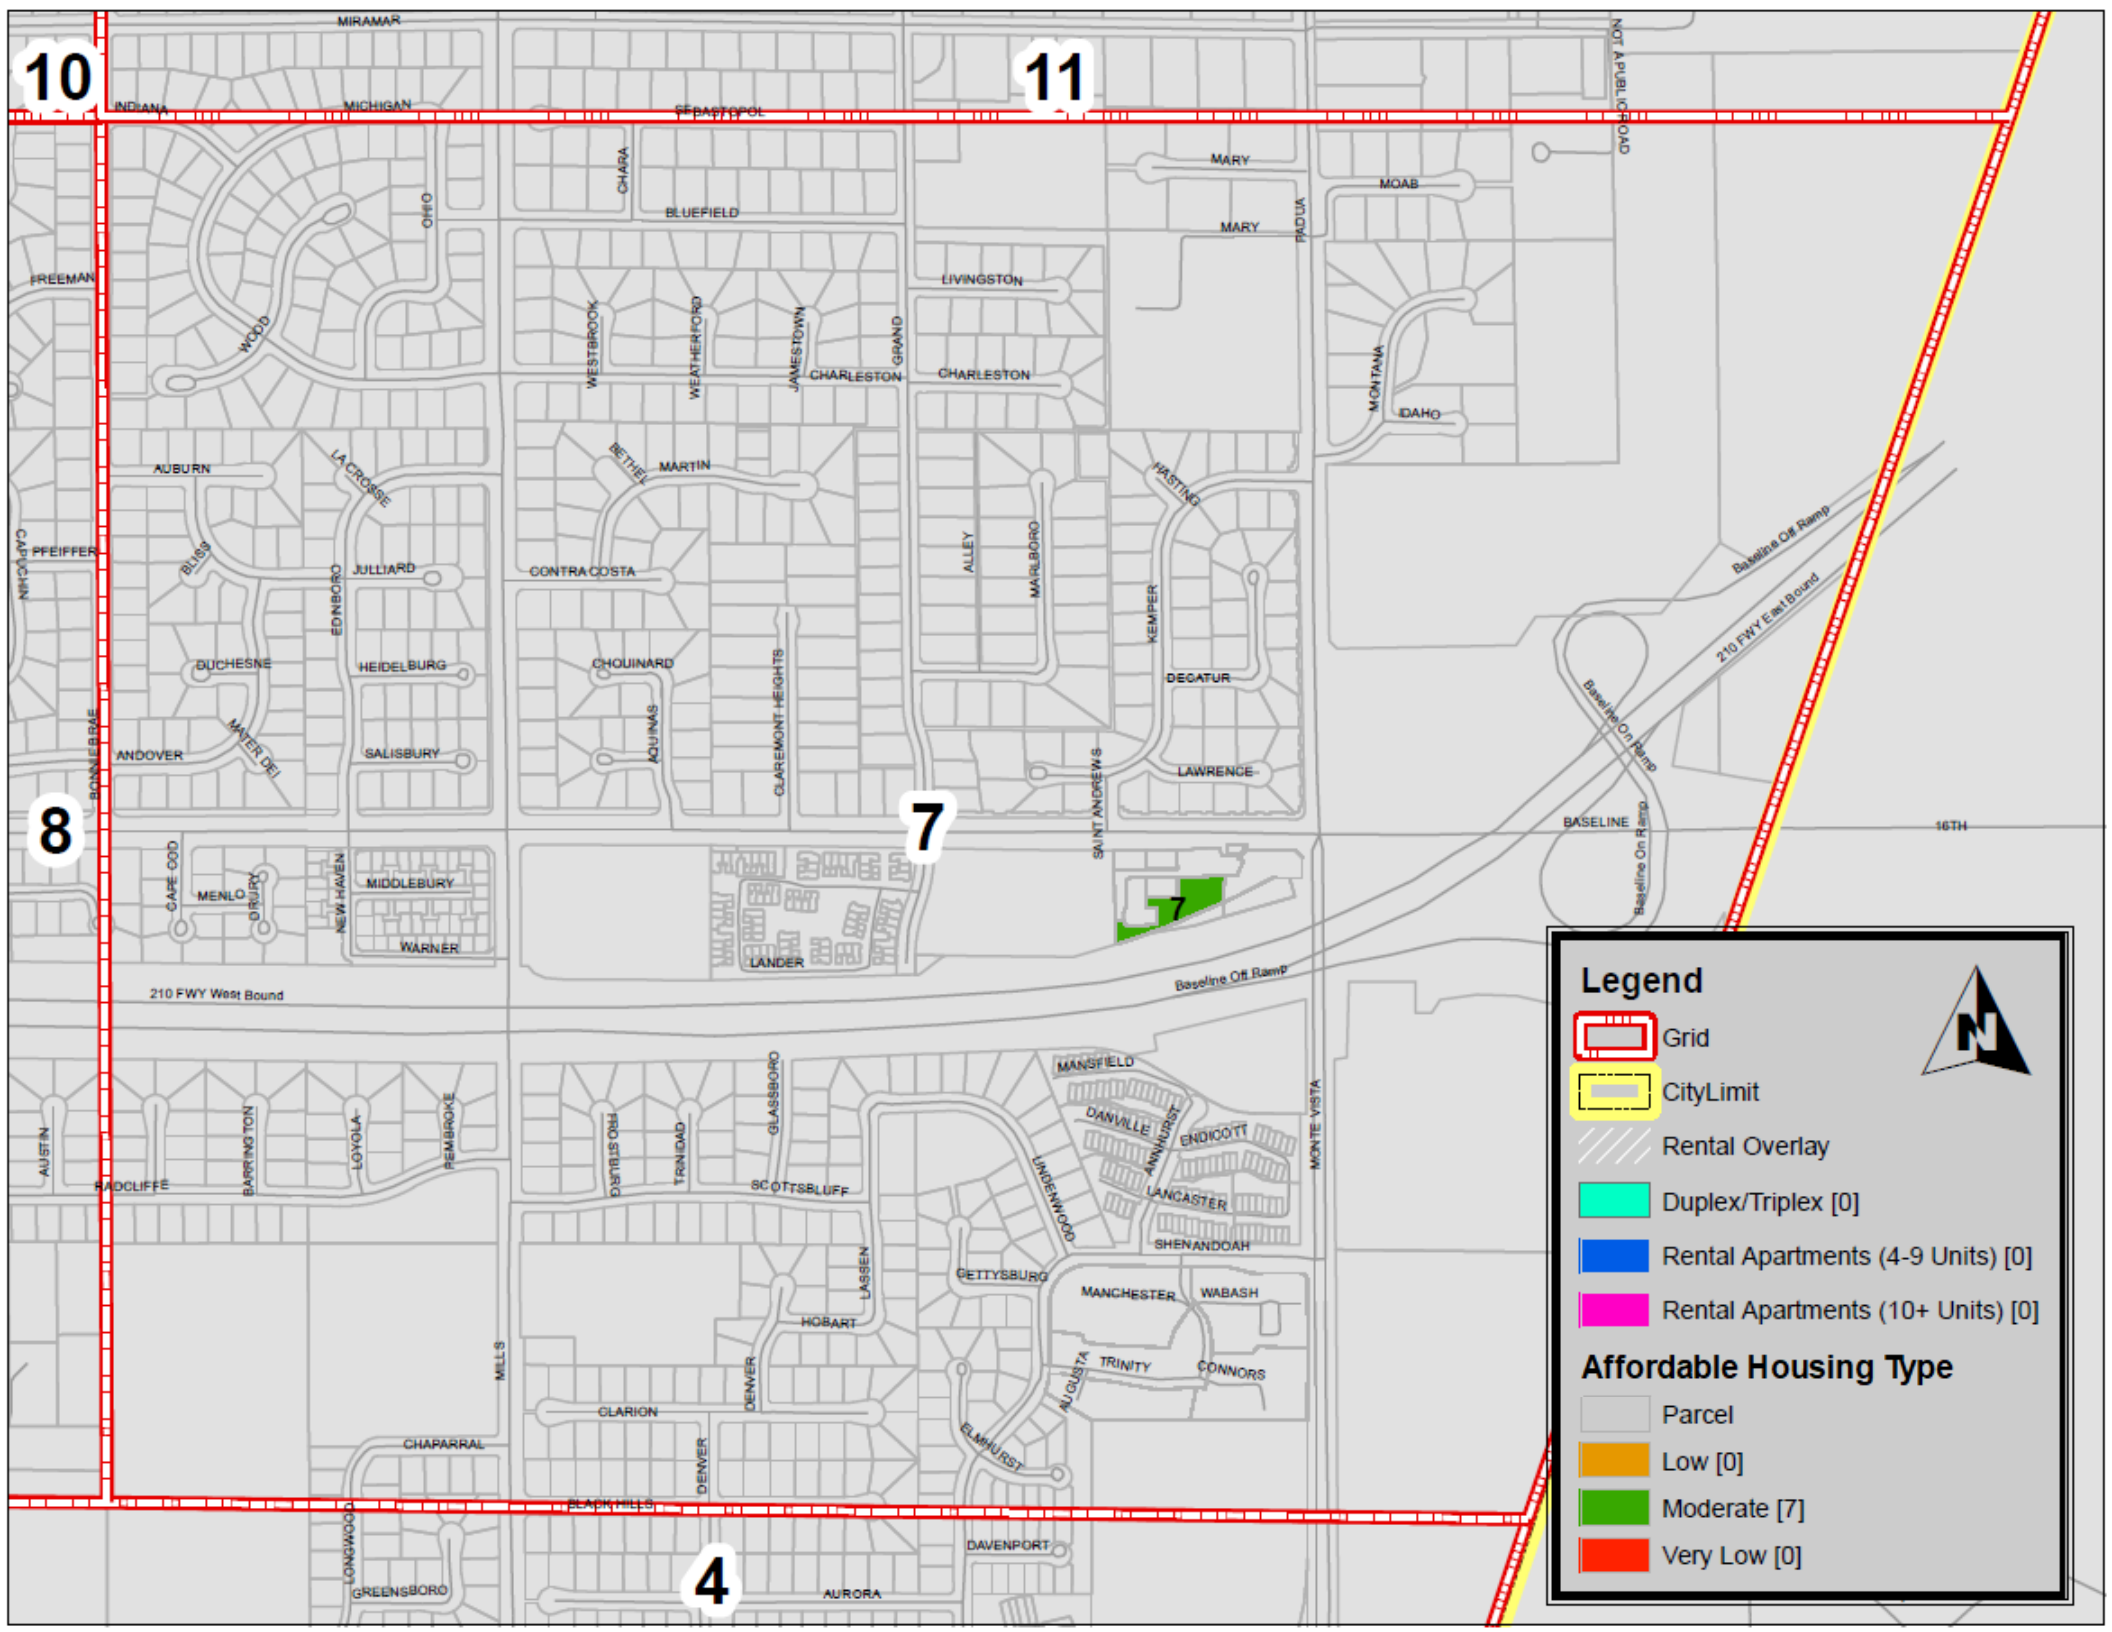 MIRAMAR
NOT A PUBLIC ROAD
10
11
INDIANA
MICHIGAN
SEBASTOPOL
CHARA
MARY
MOAB
OHIO
BLUEFIELD
MARY
PADUA
FREEMAN
LIVINGSTON
WOOD
WESTBROOK
WEATHERFORD
JAMESTOWN
GRAND
CHARLESTON
CHARLESTON
MONTANA
IDAHO
AUBURN
LA CROSSE
BETHEL
MARTIN
HASTING
CAPUCHIN
PFEIFFER
BLISS
EDINBORO
JULLIARD
CONTRA COSTA
ALLEY
MARLBORO
KEMPER
Baseline Off Ramp
210 FWY East Bound
DUCHESNE
HEIDELBURG
CHOUINARD
CLAREMONT HEIGHTS
DECATUR
Baseline On Ramp
BONNIE BRAE
ANDOVER
MATER DEI
SALISBURY
AQUINAS
SAINT ANDREWS
LAWRENCE
8
7
BASELINE
16TH
Baseline On Ramp
CAPE COD
MENLO
DRURY
NEW HAVEN
MIDDLEBURY
WARNER
LANDER
7
210 FWY West Bound
Baseline Off Ramp
AUSTIN
RADCLIFFE
BARRINGTON
LOYOLA
PEMBROKE
FROSTBURG
TRINIDAD
GLASSBORO
SCOTTSBLUFF
MANSFIELD
DANVILLE
ANNHURST
ENDICOTT
LANCASTER
LINDENWOOD
SHENANDOAH
MONTE VISTA
LASSEN
GETTYSBURG
MANCHESTER
WABASH
HOBART
MILLS
DENVER
AUGUSTA
TRINITY
CONNORS
CLARION
CHAPARRAL
DENVER
ELMHURST
BLACK HILLS
LONGWOOD
DAVENPORT
4
GREENSBORO
AURORA
Legend
N
Grid
CityLimit
Rental Overlay
Duplex/Triplex [0]
Rental Apartments (4-9 Units) [0]
Rental Apartments (10+ Units) [0]
Affordable Housing Type
Parcel
Low [0]
Moderate [7]
Very Low [0]